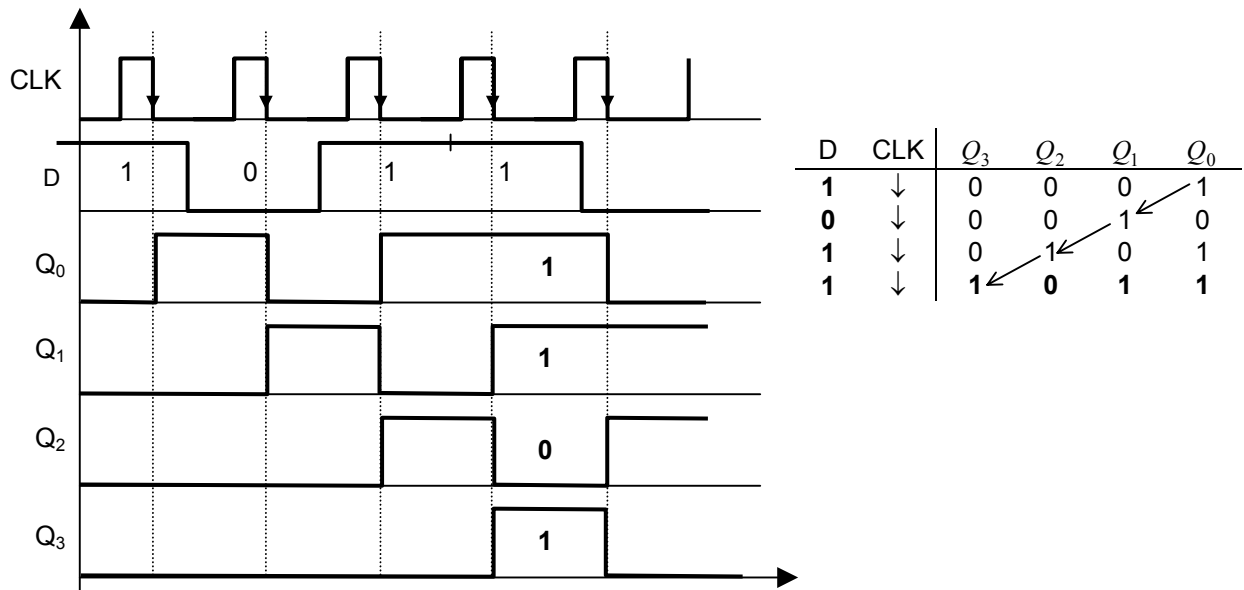 CLK
D 1 0 1 1
Q0 1
Q1 1
Q2 0
Q3 1
D CLK Q3 Q2 Q1 Q0
1 ↓ 0 0 0 1
0 ↓ 0 0 1 0
1 ↓ 0 1 0 1
1 ↓ 1 0 1 1